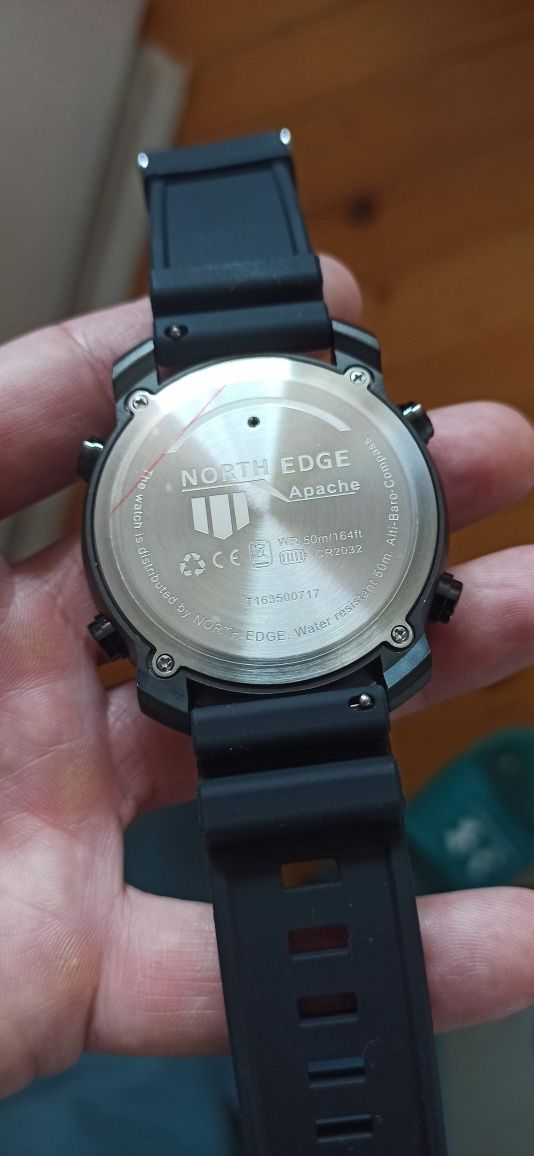 NORTH EDGE
Apache
WR 50m/164ft
CE
CR2032
T163500717
The watch is distributed by NORTH EDGE. Water resistant 50m. Alti-Baro-Compass